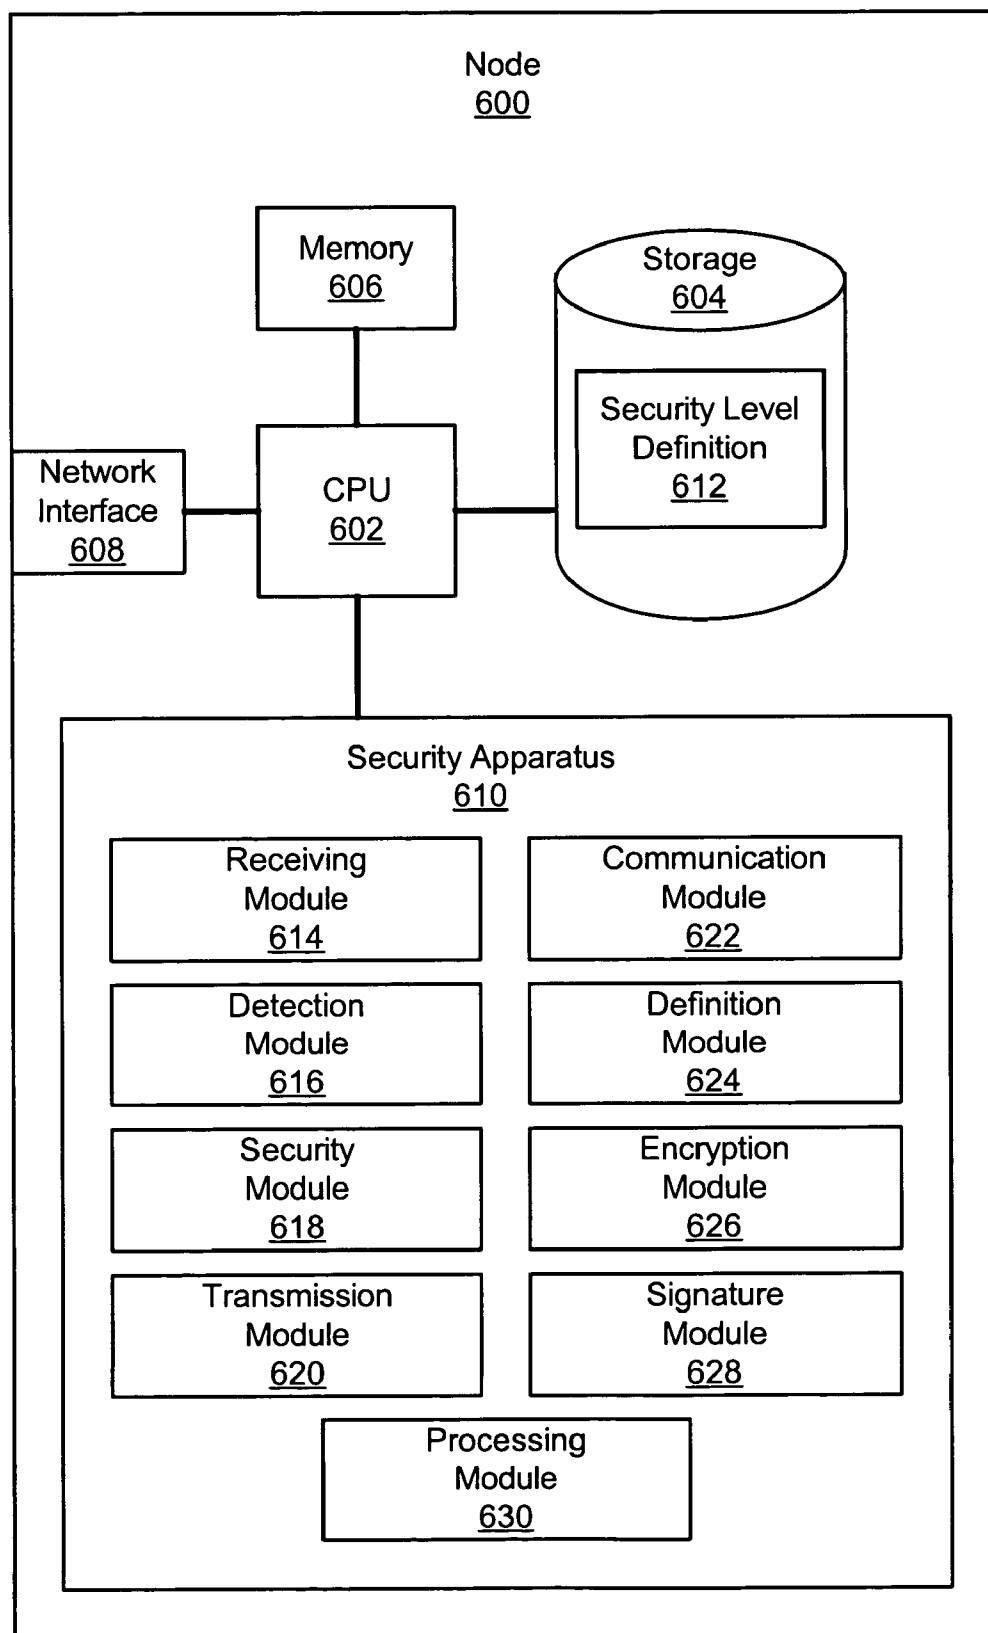 Node
600
Memory
606
Storage
604
Security Level
Definition
612
Network
Interface
608
CPU
602
Security Apparatus
610
Receiving
Module
614
Communication
Module
622
Detection
Module
616
Definition
Module
624
Security
Module
618
Encryption
Module
626
Transmission
Module
620
Signature
Module
628
Processing
Module
630